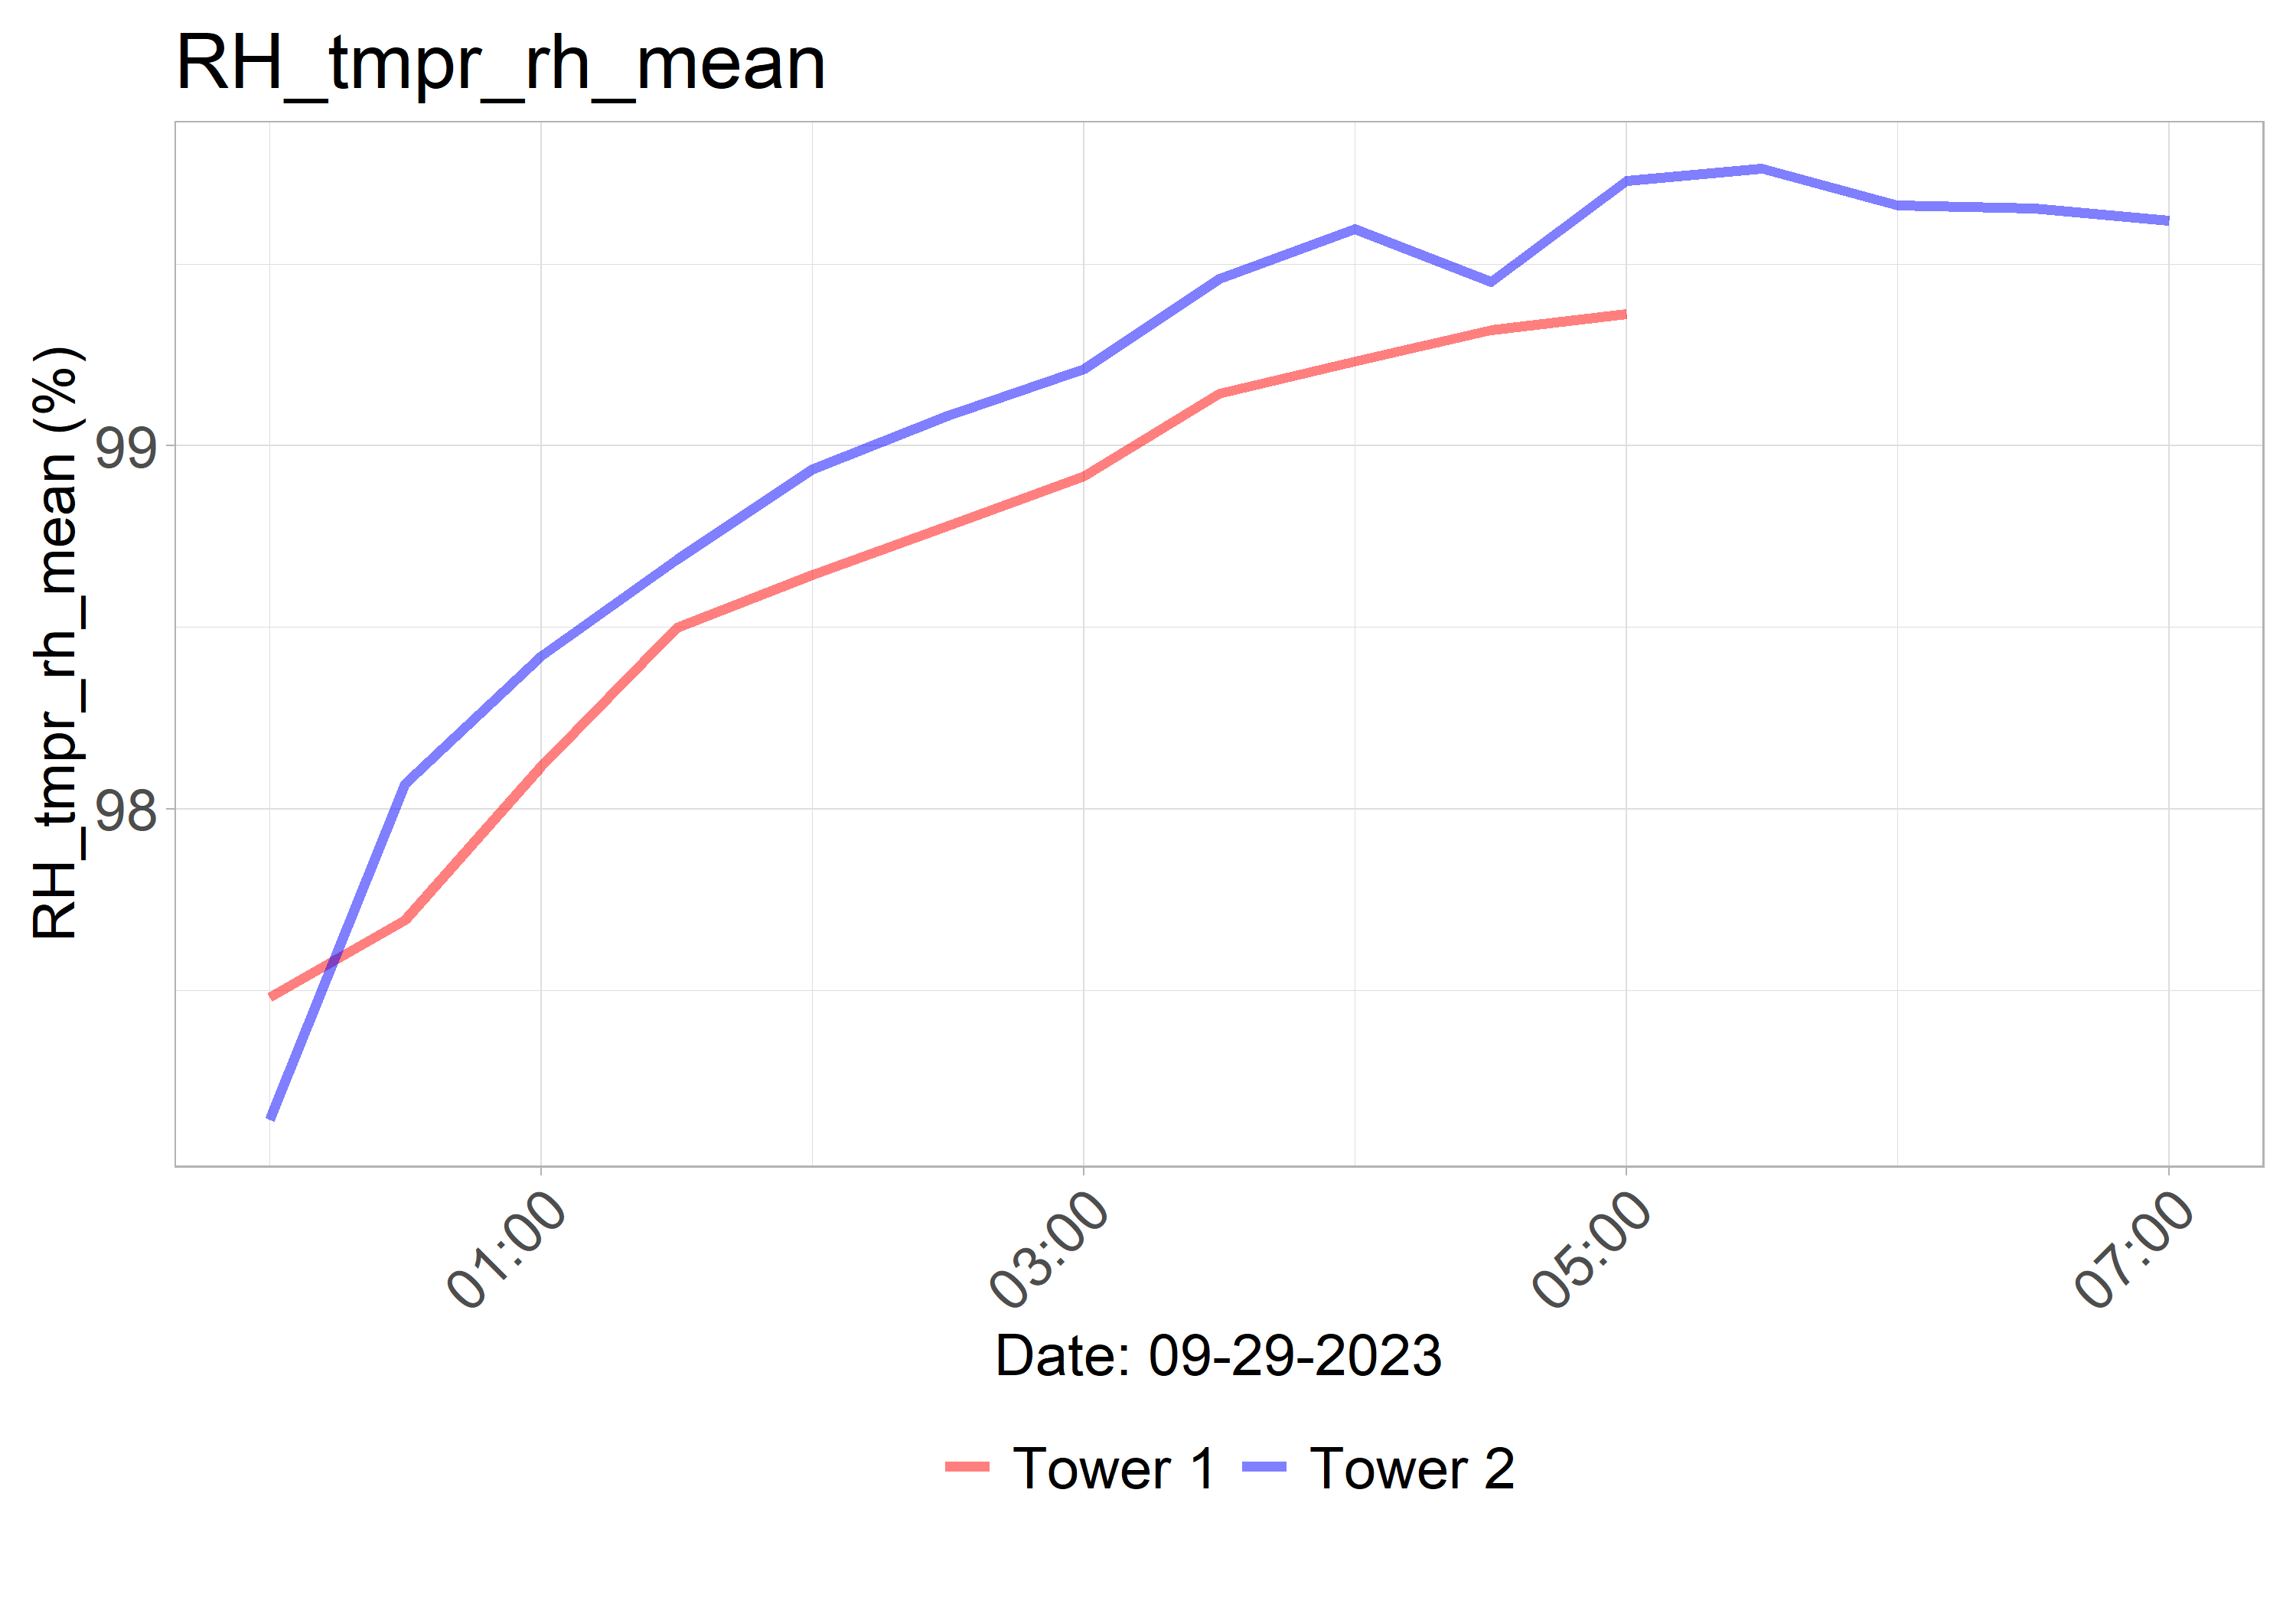 RH_tmpr_rh_mean
RH_tmpr_rh_mean (%)
99
98
01:00
03:00
05:00
07:00
Date: 09-29-2023
Tower 1
Tower 2